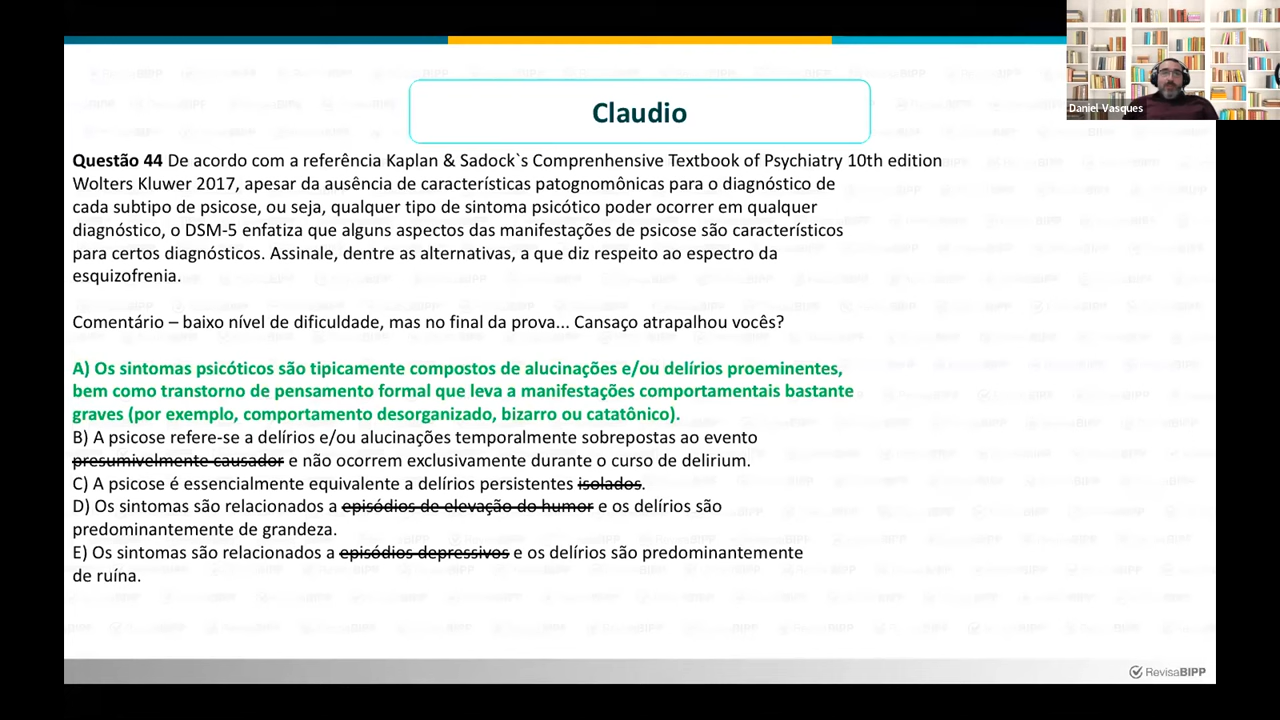 Claudio
Daniel Vasques
Questão 44 De acordo com a referência Kaplan & Sadock`s Comprenhensive Textbook of Psychiatry 10th edition
Wolters Kluwer 2017, apesar da ausência de características patognomônicas para o diagnóstico de
cada subtipo de psicose, ou seja, qualquer tipo de sintoma psicótico poder ocorrer em qualquer
diagnóstico, o DSM-5 enfatiza que alguns aspectos das manifestações de psicose são característicos
para certos diagnósticos. Assinale, dentre as alternativas, a que diz respeito ao espectro da
esquizofrenia.
Comentário – baixo nível de dificuldade, mas no final da prova... Cansaço atrapalhou vocês?
A) Os sintomas psicóticos são tipicamente compostos de alucinações e/ou delírios proeminentes,
bem como transtorno de pensamento formal que leva a manifestações comportamentais bastante
graves (por exemplo, comportamento desorganizado, bizarro ou catatônico).
B) A psicose refere-se a delírios e/ou alucinações temporalmente sobrepostas ao evento
presumivelmente causador e não ocorrem exclusivamente durante o curso de delirium.
C) A psicose é essencialmente equivalente a delírios persistentes isolados.
D) Os sintomas são relacionados a episódios de elevação do humor e os delírios são
predominantemente de grandeza.
E) Os sintomas são relacionados a episódios depressivos e os delírios são predominantemente
de ruína.
RevisaBIPP